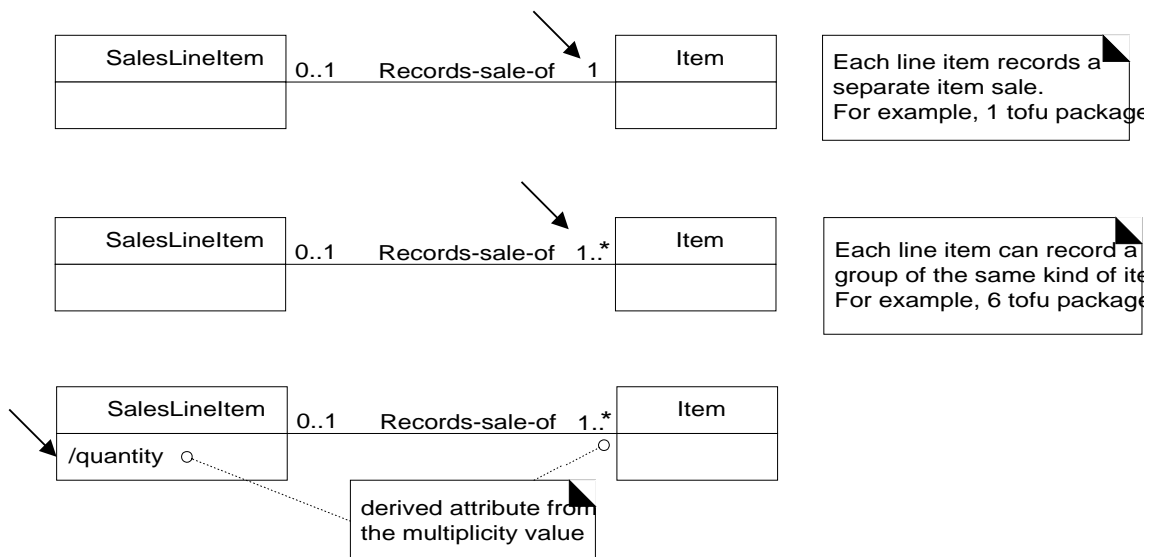 SalesLineItem
0..1 Records-sale-of 1
Item
Each line item records a
separate item sale.
For example, 1 tofu package
SalesLineItem
0..1 Records-sale-of 1..*
Item
Each line item can record a
group of the same kind of ite
For example, 6 tofu package
SalesLineItem
0..1 Records-sale-of 1..*
Item
/quantity
derived attribute from
the multiplicity value